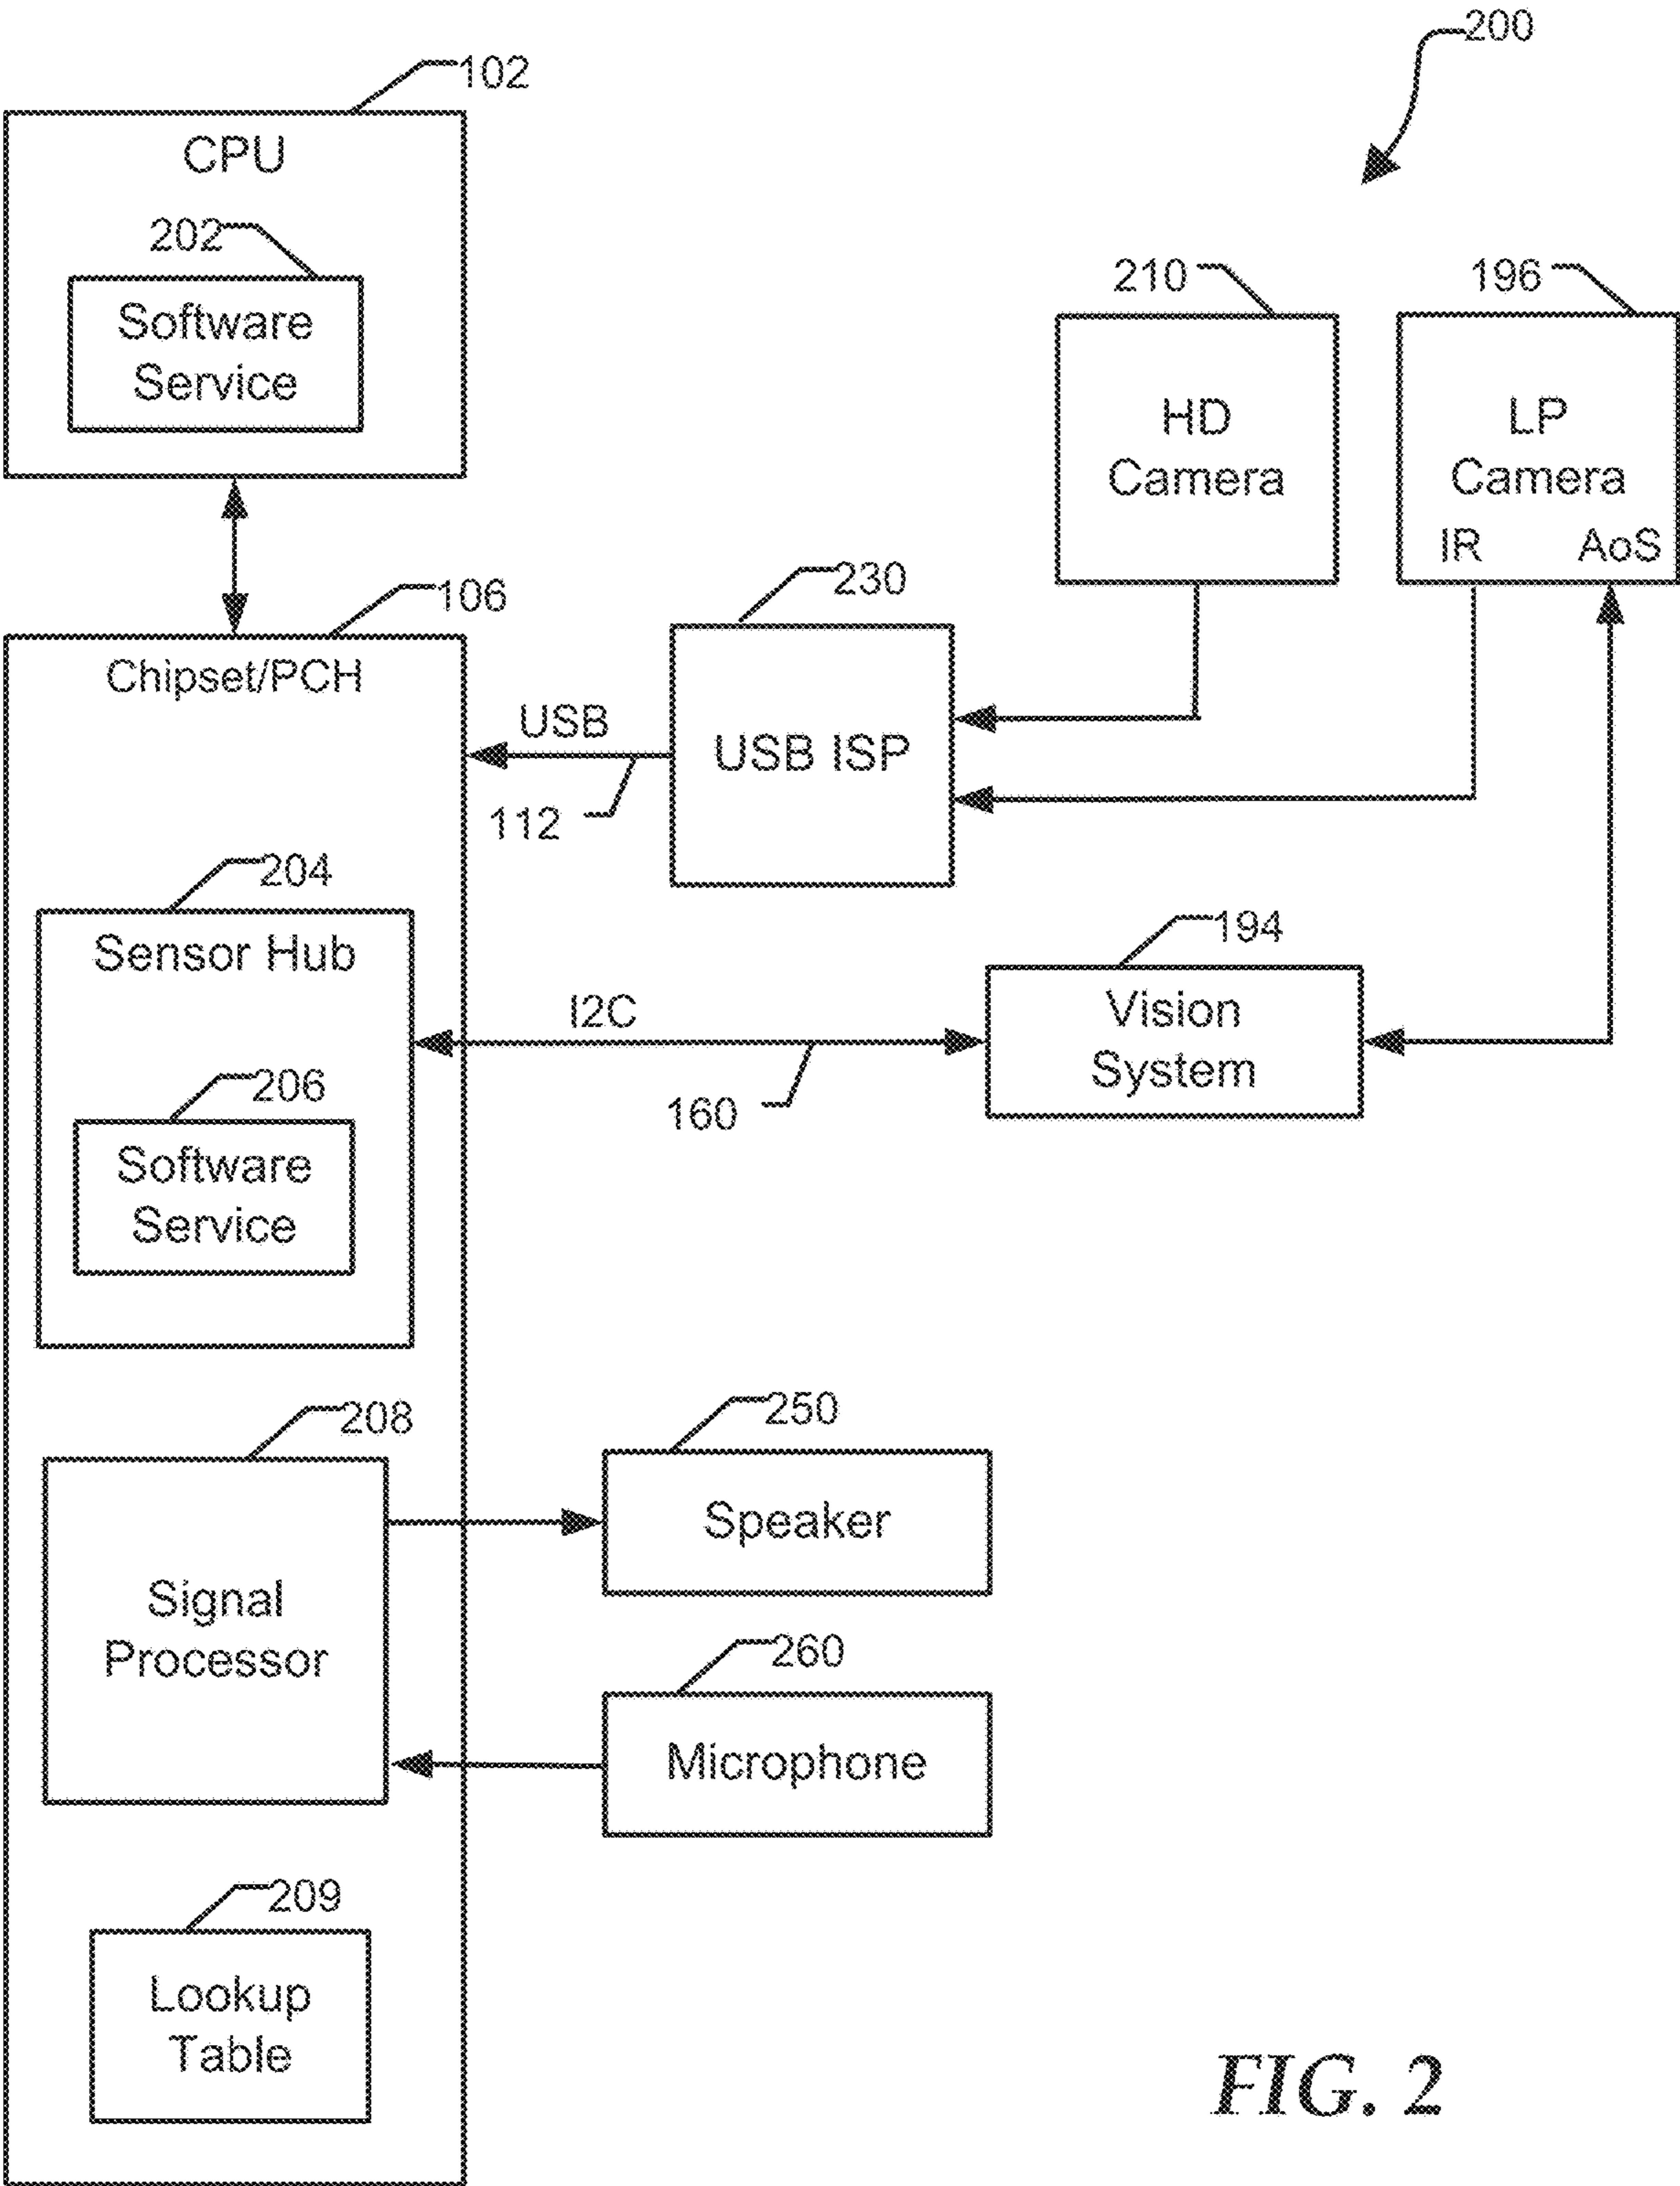 200
102
CPU
202
Software
Service
210
196
HD
Camera
LP
Camera
IR AoS
230
USB ISP
106
Chipset/PCH
USB
112
204
Sensor Hub
194
Vision
System
I2C
160
206
Software
Service
208
Signal
Processor
250
Speaker
260
Microphone
209
Lookup
Table
FIG. 2